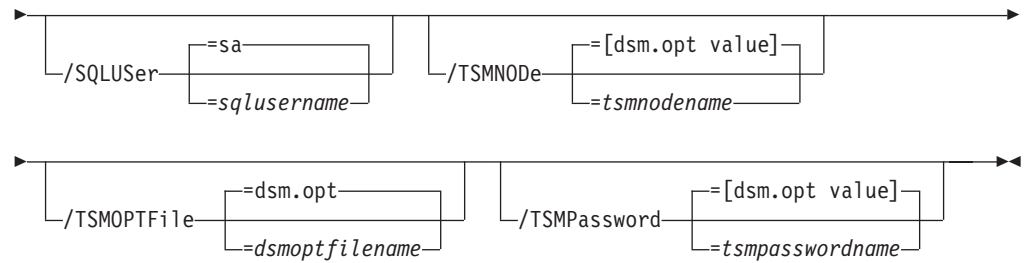 =sa =[dsm.opt value]
/SQLUSer /TSMNODe
=sqlusername =tsmnodename
=dsm.opt =[dsm.opt value]
/TSMOPTFile /TSMPassword
=dsmoptfilename =tsmpasswordname